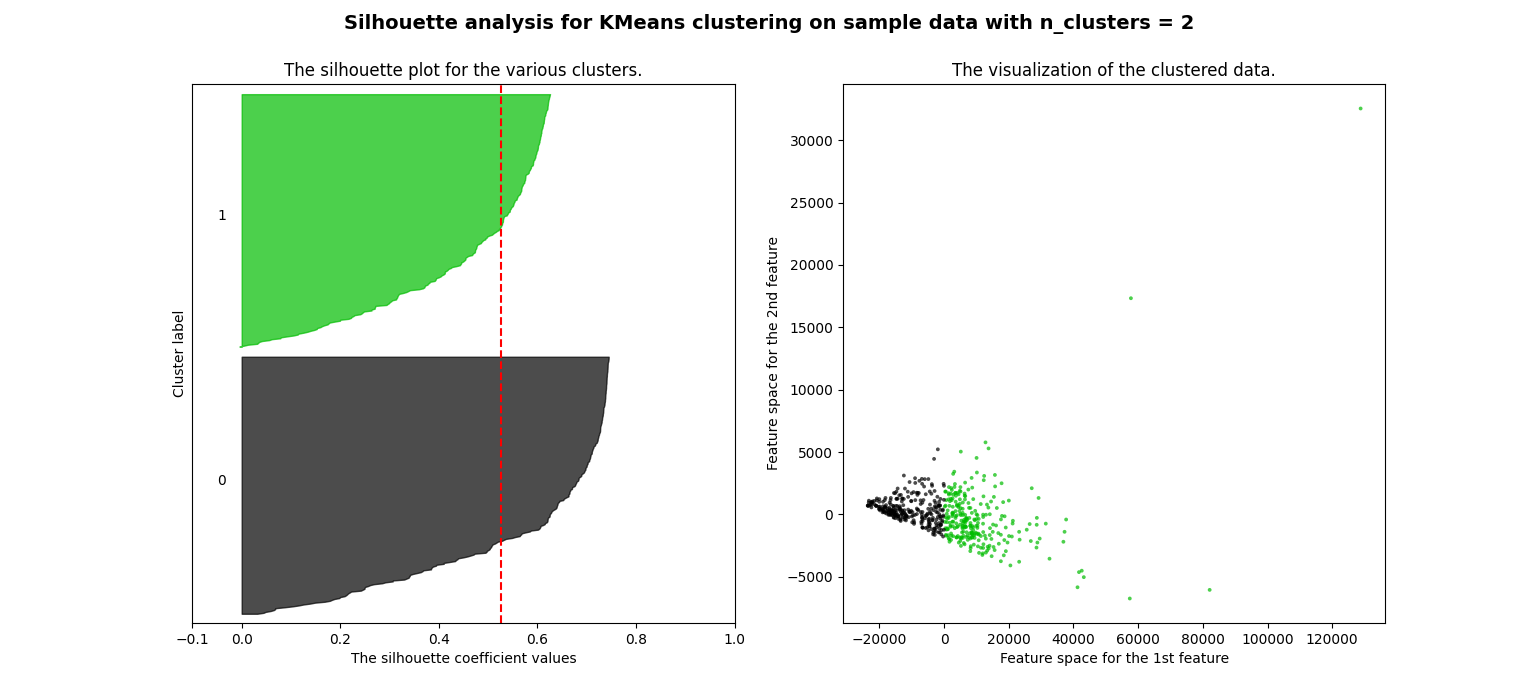 Silhouette analysis for KMeans clustering on sample data with n_clusters = 2
The silhouette plot for the various clusters.
1
0
Cluster label
−0.1 0.0 0.2 0.4 0.6 0.8 1.0
The silhouette coefficient values
The visualization of the clustered data.
30000
25000
20000
15000
10000
5000
0
−5000
Feature space for the 2nd feature
−20000 0 20000 40000 60000 80000 100000 120000
Feature space for the 1st feature